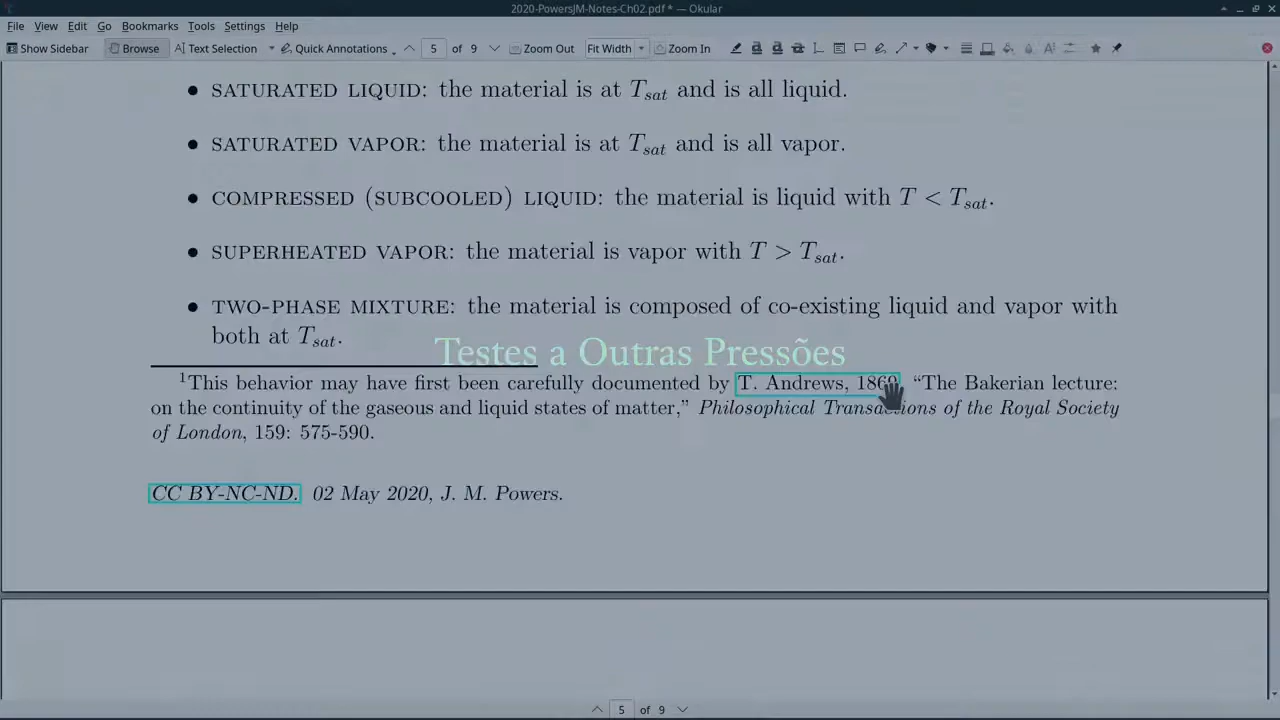 2020-PowersJM-Notes-Ch02.pdf * — Okular
File View Edit Go Bookmarks Tools Settings Help
Show Sidebar Browse Text Selection Quick Annotations 5 of 9 Zoom Out Fit Width Zoom In
• SATURATED LIQUID: the material is at T_sat and is all liquid.
• SATURATED VAPOR: the material is at T_sat and is all vapor.
• COMPRESSED (SUBCOOLED) LIQUID: the material is liquid with T < T_sat.
• SUPERHEATED VAPOR: the material is vapor with T > T_sat.
• TWO-PHASE MIXTURE: the material is composed of co-existing liquid and vapor with
both at T_sat.
Testes a Outras Pressões
¹This behavior may have first been carefully documented by T. Andrews, 1869, “The Bakerian lecture:
on the continuity of the gaseous and liquid states of matter,” Philosophical Transactions of the Royal Society
of London, 159: 575-590.
CC BY-NC-ND. 02 May 2020, J. M. Powers.
5 of 9